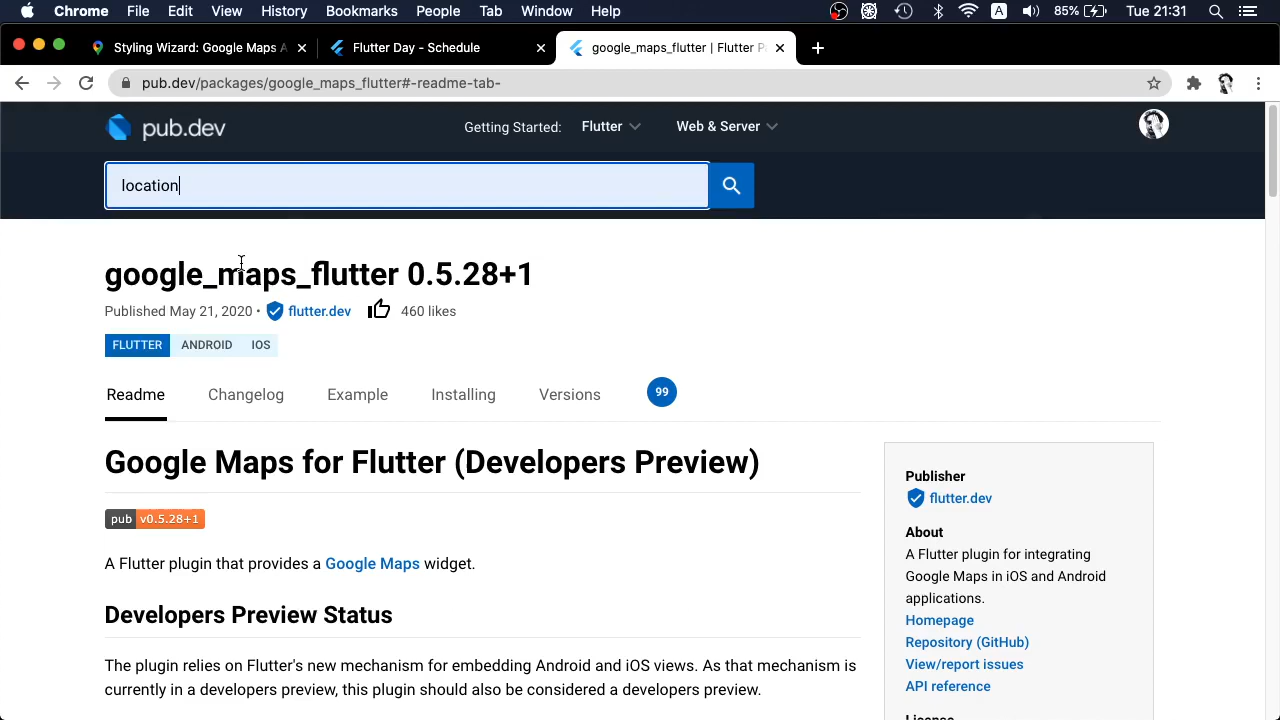 Chrome File Edit View History Bookmarks People Tab Window Help A 85% Tue 21:31
Styling Wizard: Google Maps A
Flutter Day - Schedule
google_maps_flutter | Flutter P
pub.dev/packages/google_maps_flutter#-readme-tab-
pub.dev
Getting Started: Flutter Web & Server
location
google_maps_flutter 0.5.28+1
Published May 21, 2020 • flutter.dev 460 likes
FLUTTER ANDROID IOS
Readme Changelog Example Installing Versions 99
Google Maps for Flutter (Developers Preview)
pub v0.5.28+1
A Flutter plugin that provides a Google Maps widget.
Developers Preview Status
The plugin relies on Flutter's new mechanism for embedding Android and iOS views. As that mechanism is
currently in a developers preview, this plugin should also be considered a developers preview.
Publisher
flutter.dev
About
A Flutter plugin for integrating
Google Maps in iOS and Android
applications.
Homepage
Repository (GitHub)
View/report issues
API reference
License